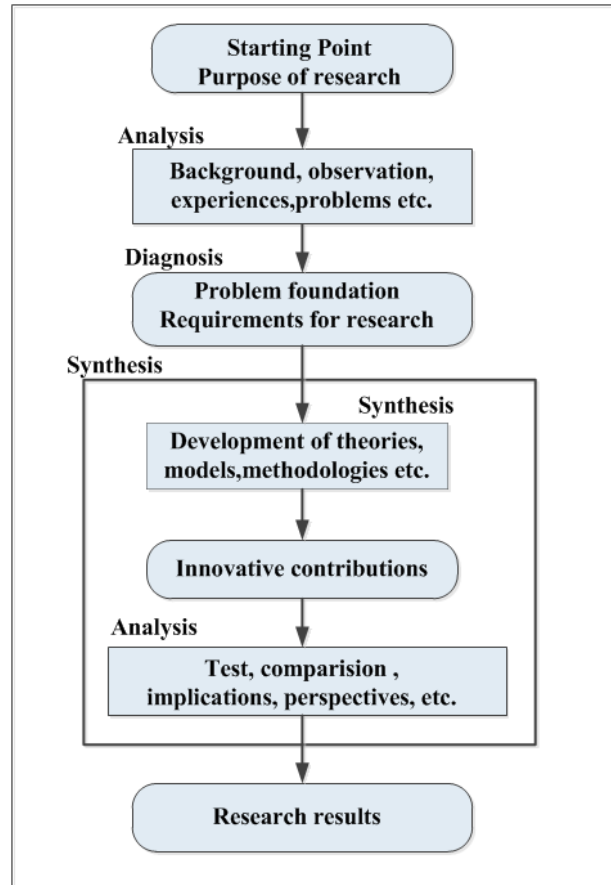 Starting Point
Purpose of research
Analysis
Background, observation,
experiences,problems etc.
Diagnosis
Problem foundation
Requirements for research
Synthesis
Synthesis
Development of theories,
models,methodologies etc.
Innovative contributions
Analysis
Test, comparision ,
implications, perspectives, etc.
Research results